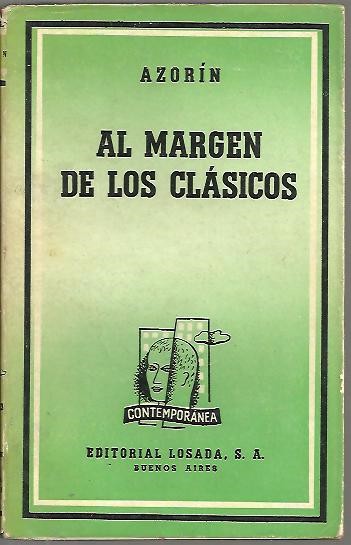 AZORÍN
AL MARGEN
DE LOS CLÁSICOS
CONTEMPORÁNEA
EDITORIAL LOSADA, S. A.
BUENOS AIRES